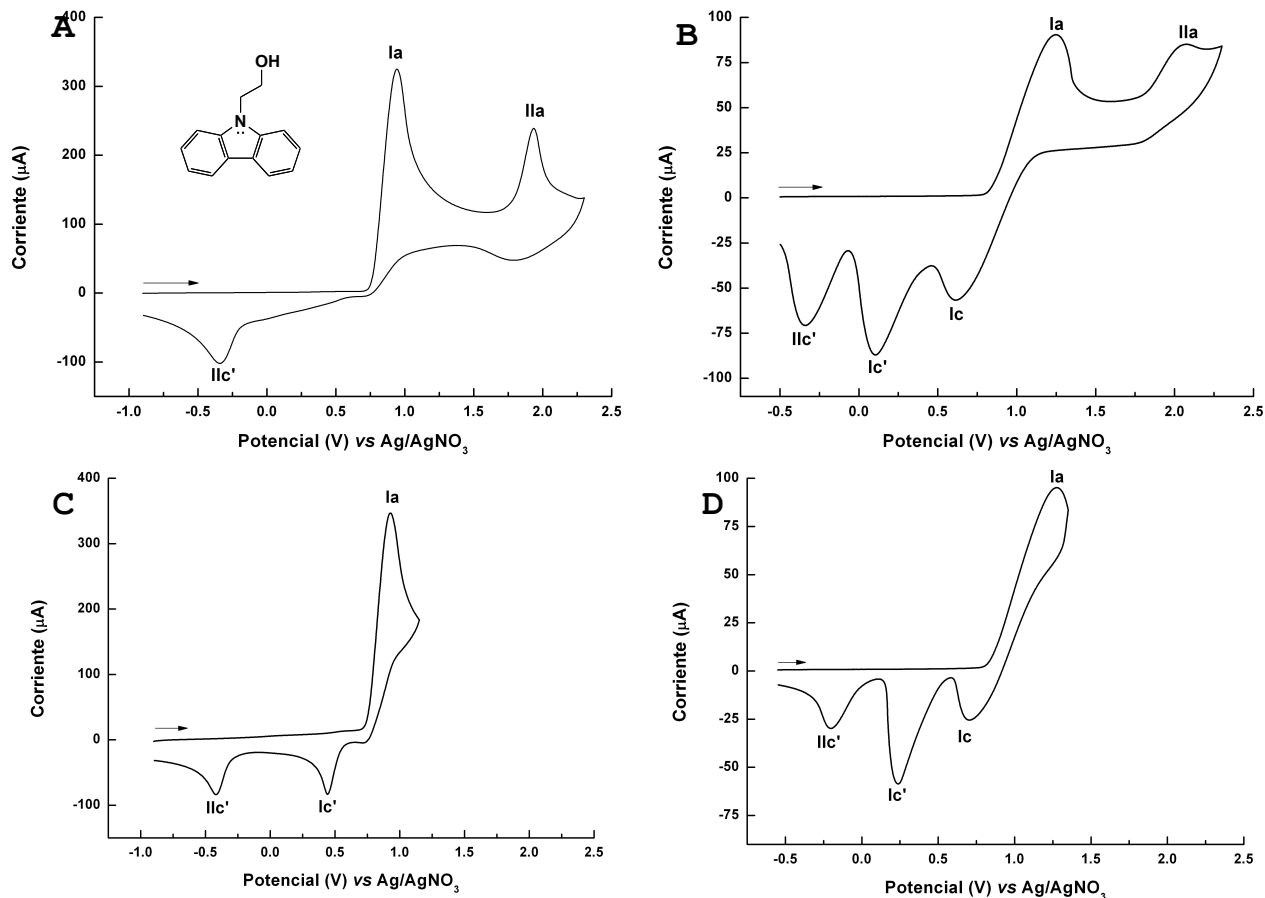 A
400
300
200
100
0
-100
Corriente (μA)
OH
N
Ia
IIa
IIc'
-1.0 -0.5 0.0 0.5 1.0 1.5 2.0 2.5
Potencial (V) vs Ag/AgNO3
B
100
75
50
25
0
-25
-50
-75
-100
Corriente (μA)
Ia
IIa
Ic
Ic'
IIc'
-0.5 0.0 0.5 1.0 1.5 2.0 2.5
Potencial (V) vs Ag/AgNO3
C
400
300
200
100
0
-100
Corriente (μA)
Ia
IIc'
Ic'
-1.0 -0.5 0.0 0.5 1.0 1.5 2.0 2.5
Potencial (V) vs Ag/AgNO3
D
100
75
50
25
0
-25
-50
-75
Corriente (μA)
Ia
IIc'
Ic'
Ic
-0.5 0.0 0.5 1.0 1.5 2.0 2.5
Potencial (V) vs Ag/AgNO3